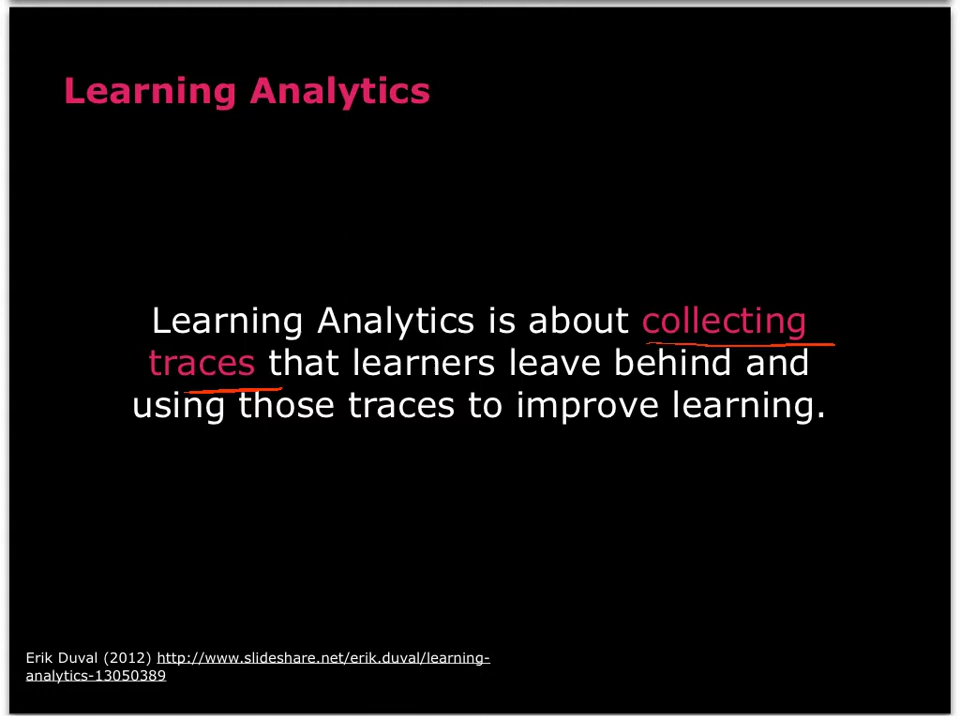 Learning Analytics
Learning Analytics is about collecting
traces that learners leave behind and
using those traces to improve learning.
Erik Duval (2012) http://www.slideshare.net/erik.duval/learning-
analytics-13050389